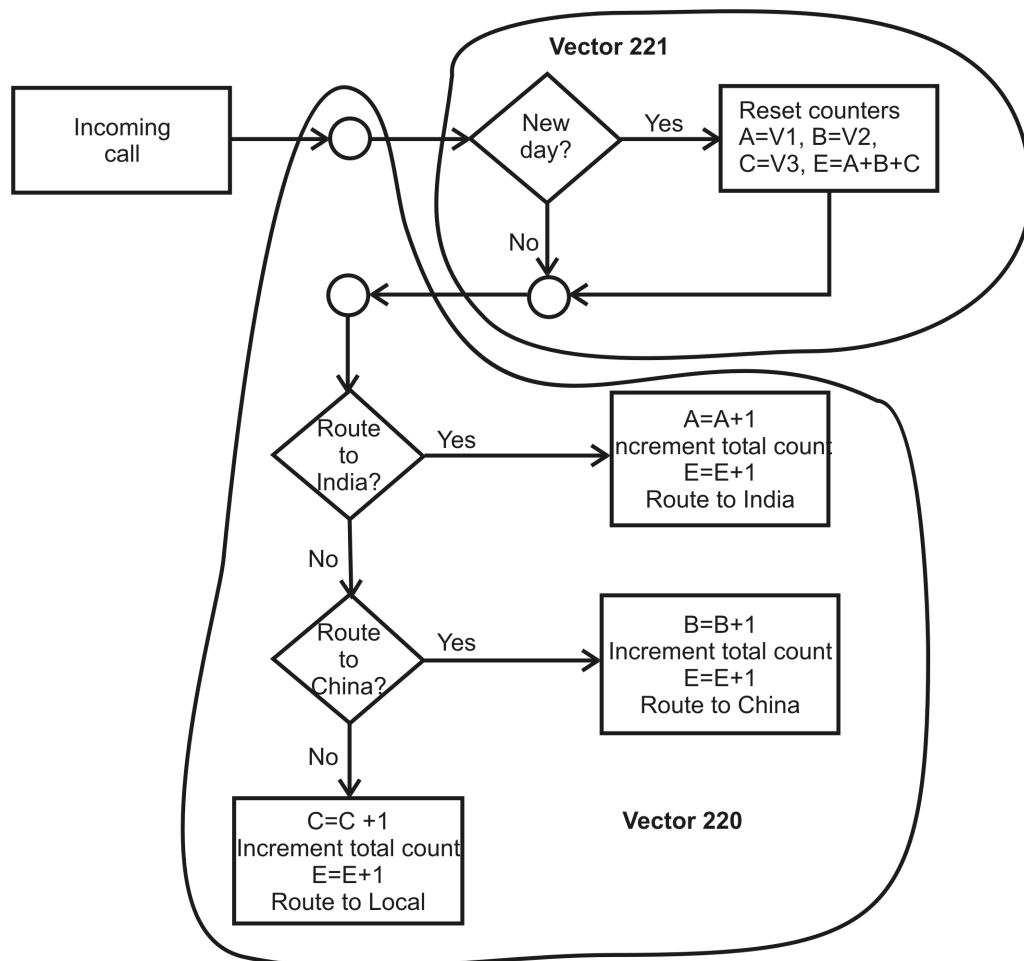 Vector 221
Incoming
call
New
day?
Yes
Reset counters
A=V1, B=V2,
C=V3, E=A+B+C
No
Route
to
India?
Yes
A=A+1
ncrement total count
E=E+1
Route to India
No
Route
to
China?
Yes
B=B+1
Increment total count
E=E+1
Route to China
No
C=C +1
Increment total count
E=E+1
Route to Local
Vector 220